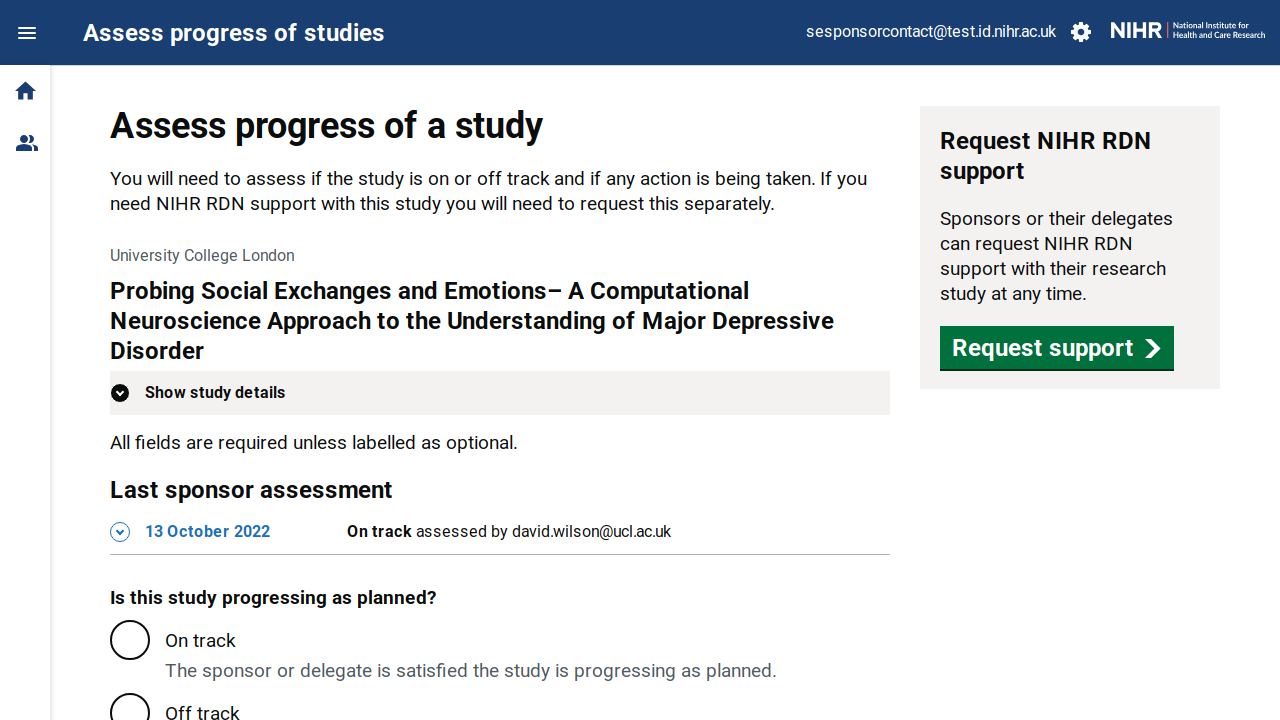 Assess progress of studies
sesponsorcontact@test.id.nihr.ac.uk
NIHR | National Institute for
Health and Care Research
Assess progress of a study
You will need to assess if the study is on or off track and if any action is being taken. If you
need NIHR RDN support with this study you will need to request this separately.
University College London
Probing Social Exchanges and Emotions– A Computational
Neuroscience Approach to the Understanding of Major Depressive
Disorder
Show study details
All fields are required unless labelled as optional.
Last sponsor assessment
13 October 2022 On track assessed by david.wilson@ucl.ac.uk
Is this study progressing as planned?
On track
The sponsor or delegate is satisfied the study is progressing as planned.
Off track
Request NIHR RDN
support
Sponsors or their delegates
can request NIHR RDN
support with their research
study at any time.
Request support